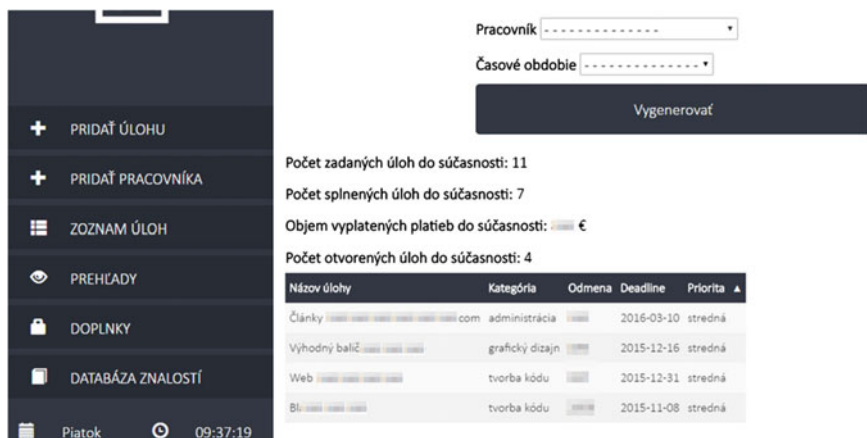 PRIDAŤ ÚLOHU
PRIDAŤ PRACOVNÍKA
ZOZNAM ÚLOH
PREHĽADY
DOPLNKY
DATABÁZA ZNALOSTÍ
Piatok 09:37:19
Pracovník - - - - - - - - - - - - - -
Časové obdobie - - - - - - - - - - - - - -
Vygenerovať
Počet zadaných úloh do súčasnosti: 11
Počet splnených úloh do súčasnosti: 7
Objem vyplatených platieb do súčasnosti: €
Počet otvorených úloh do súčasnosti: 4
Názov úlohy Kategória Odmena Deadline Priorita ▲
Články com administrácia 2016-03-10 stredná
Výhodný balíč grafický dizajn 2015-12-16 stredná
Web tvorba kódu 2015-12-31 stredná
tvorba kódu 2015-11-08 stredná